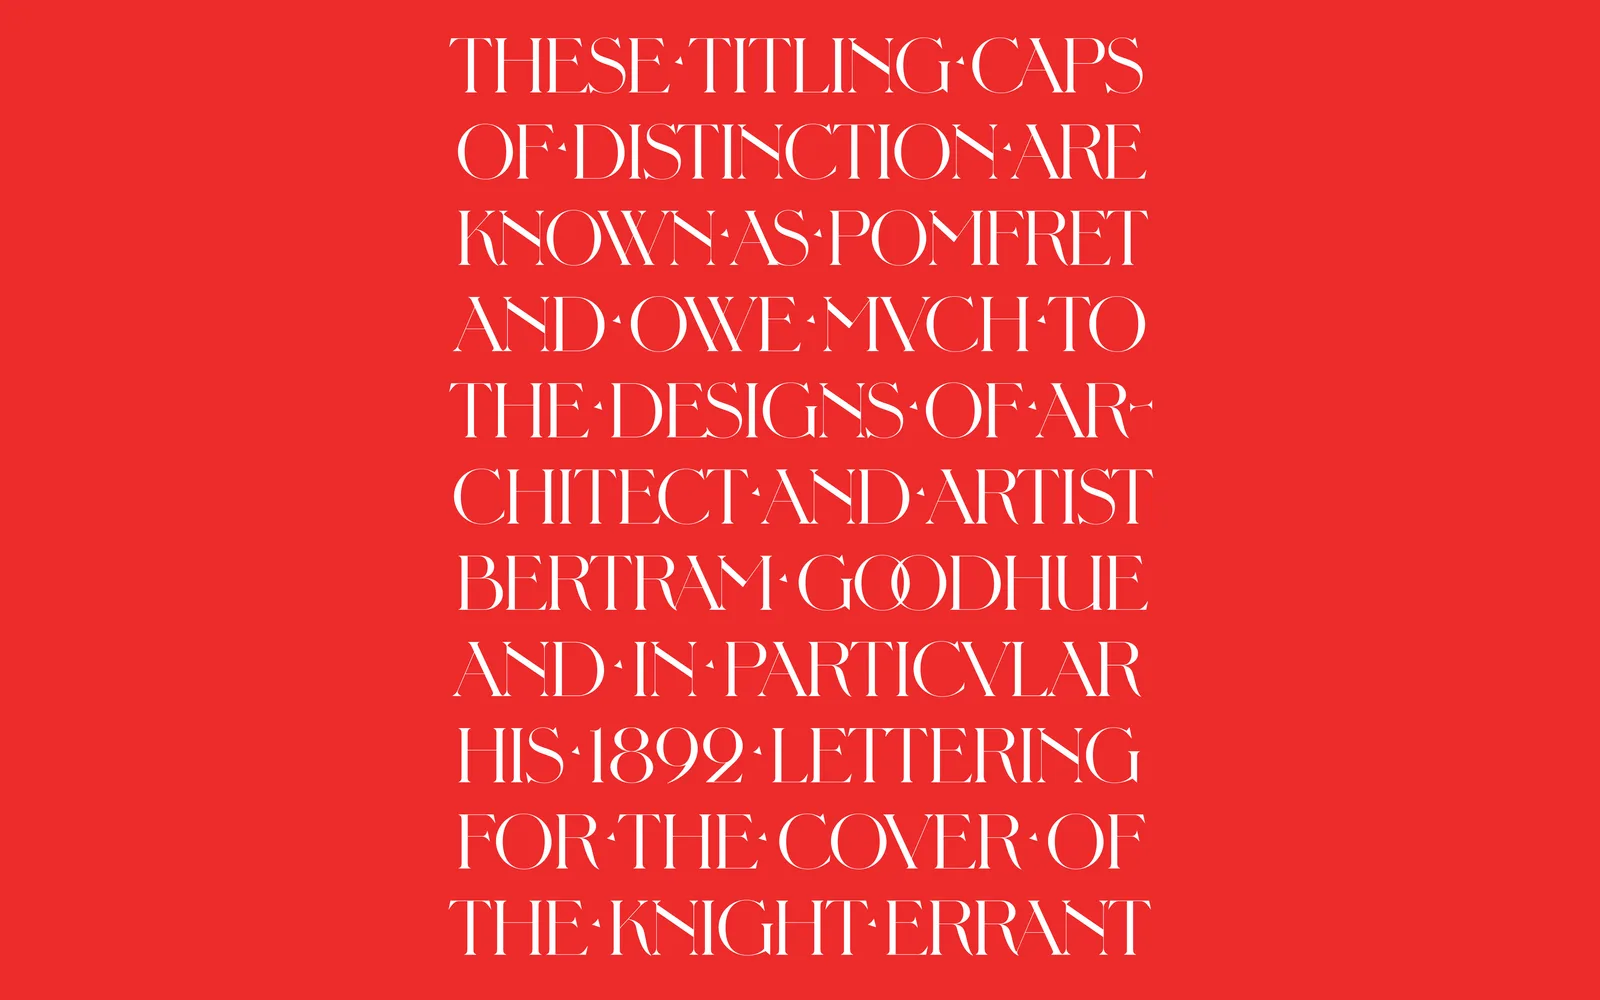 THESE·TITLING·CAPS
OF·DISTINCTION·ARE
KNOWN·AS·POMFRET
AND·OWE·MVCH·TO
THE·DESIGNS·OF·AR-
CHITECT·AND·ARTIST
BERTRAM·GOODHUE
AND·IN·PARTICVLAR
HIS·1892·LETTERING
FOR·THE·COVER·OF
THE·KNIGHT·ERRANT